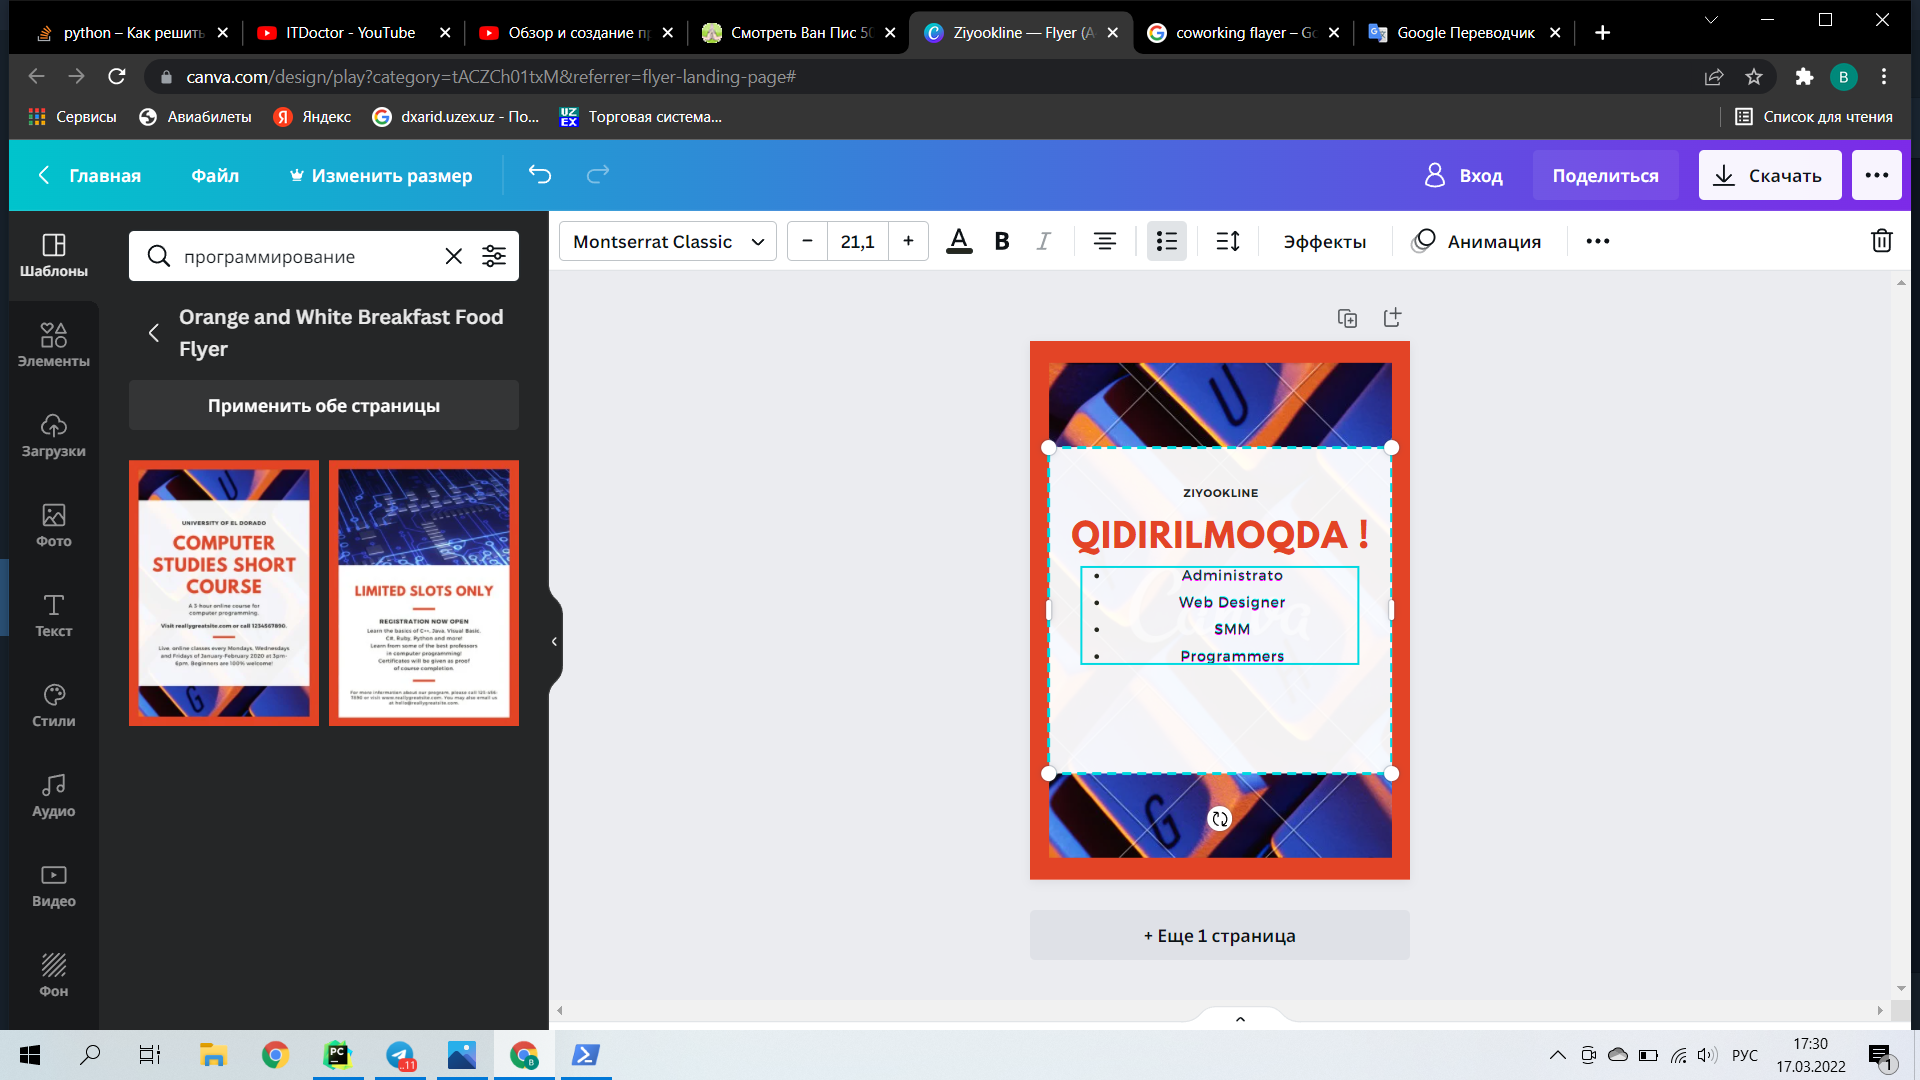 python – Как решить
ITDoctor - YouTube
Обзор и создание п
Смотреть Ван Пис 50
Ziyookline — Flyer (A
coworking flayer – Go
Google Переводчик
canva.com/design/play?category=tACZCh01txM&referrer=flyer-landing-page#
B
Сервисы
Авиабилеты
Яндекс
dxarid.uzex.uz - По...
Торговая система...
Список для чтения
Главная
Файл
Изменить размер
Вход
Поделиться
Скачать
Шаблоны
Элементы
Загрузки
Фото
Текст
Стили
Аудио
Видео
Фон
программирование
Orange and White Breakfast Food
Flyer
Применить обе страницы
UNIVERSITY OF EL DORADO
COMPUTER
STUDIES SHORT
COURSE
A 3-hour online course for
computer programming.
Visit reallygreatsite.com or call 1234567890.
Live, online classes every Mondays, Wednesdays
and Fridays of January-February 2020 at 3pm-
6pm. Beginners are 100% welcome!
LIMITED SLOTS ONLY
REGISTRATION NOW OPEN
Learn the basics of C++, Java, Visual Basic,
C#, Ruby, Python and more!
Learn from some of the best professors
in computer programming!
Certificates will be given as proof
of course completion.
For more information about our program, please call 123-456-
7890 or visit www.reallygreatsite.com. You may also email us
at hello@reallygreatsite.com.
Montserrat Classic
21,1
Эффекты
Анимация
ZIYOOKLINE
QIDIRILMOQDA !
• Administrato
• Web Designer
• SMM
• Programmers
+ Еще 1 страница
РУС
17:30
17.03.2022
1